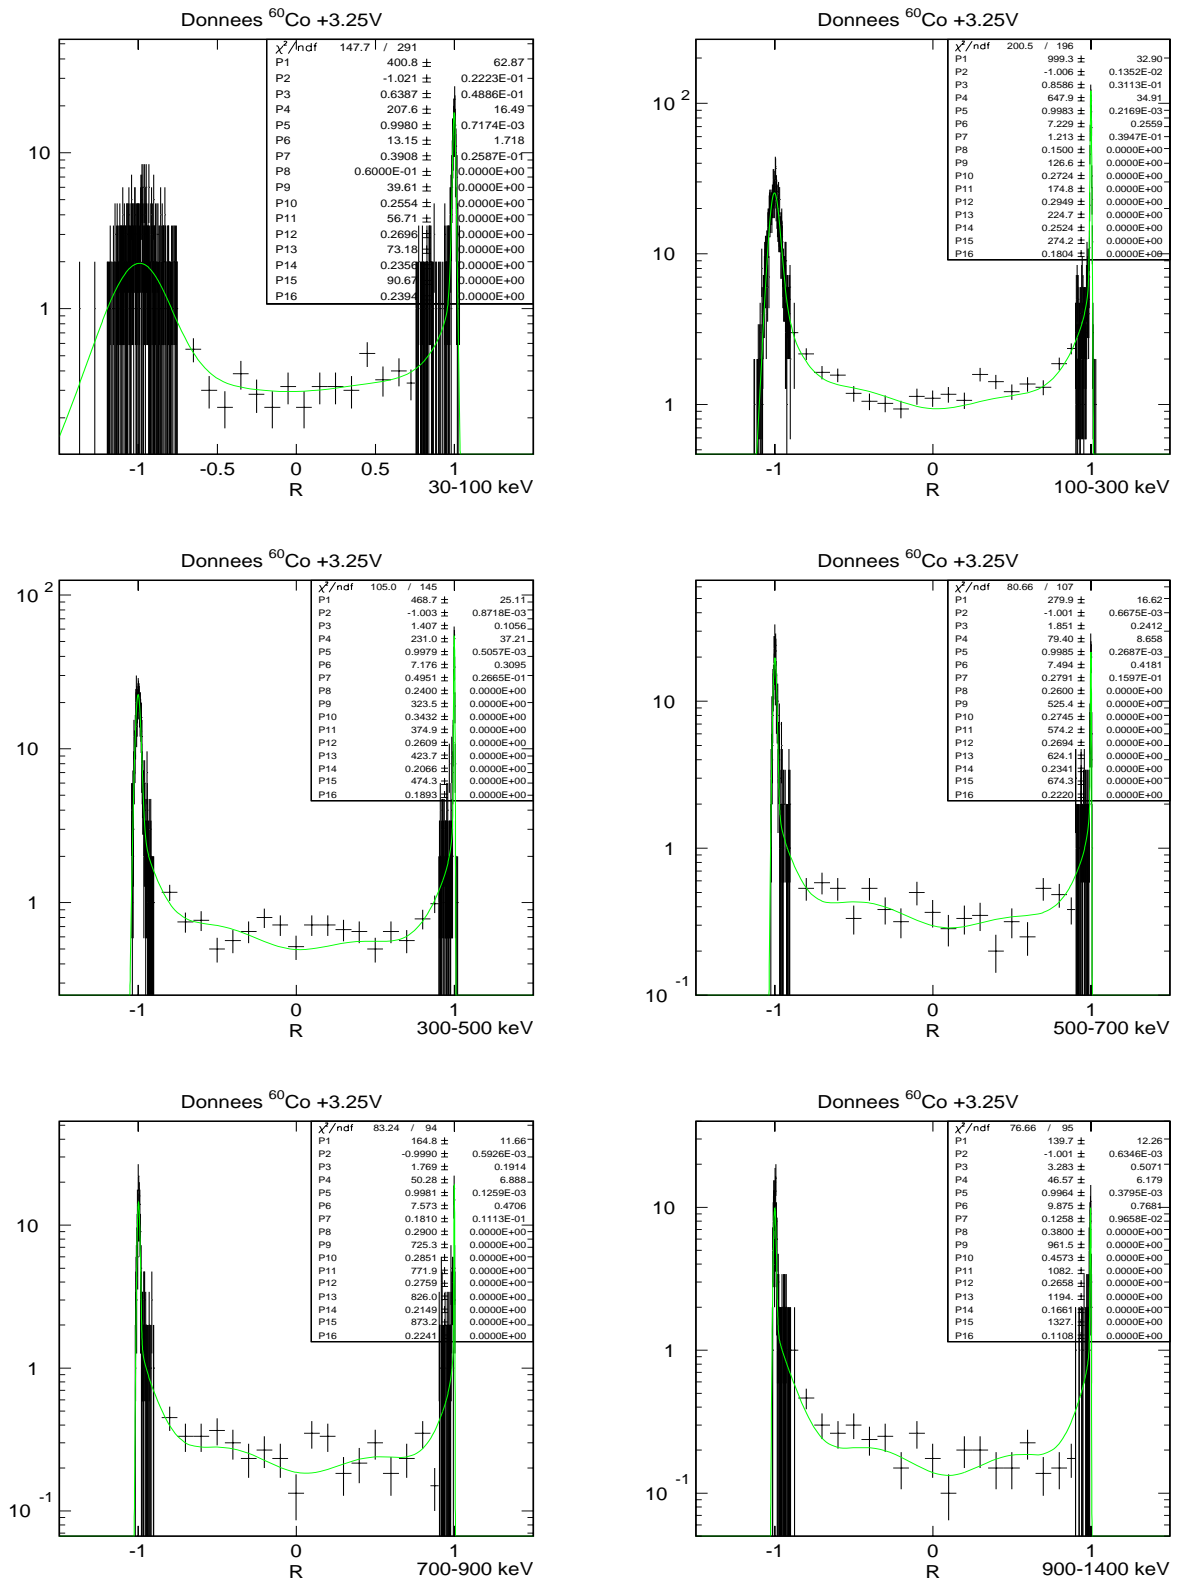 Donnees ⁶⁰Co +3.25V
χ²/ndf 147.7 / 291
P1 400.8 ± 62.87
P2 -1.021 ± 0.2223E-01
P3 0.6387 ± 0.4886E-01
P4 207.6 ± 16.49
P5 0.9980 ± 0.7174E-03
P6 13.15 ± 1.718
P7 0.3908 ± 0.2587E-01
P8 0.6000E-01 ± 0.0000E+00
P9 39.61 ± 0.0000E+00
P10 0.2554 ± 0.0000E+00
P11 56.71 ± 0.0000E+00
P12 0.2696 ± 0.0000E+00
P13 73.18 ± 0.0000E+00
P14 0.2356 0.0000E+00
P15 90.67 0.0000E+00
P16 0.2394 0.0000E+00
10
1
-1 -0.5 0 0.5 1
R
30-100 keV
Donnees ⁶⁰Co +3.25V
χ²/ndf 200.5 / 196
P1 999.3 ± 32.90
P2 -1.006 ± 0.1352E-02
P3 0.8586 ± 0.3113E-01
P4 647.9 ± 34.91
P5 0.9983 ± 0.2169E-03
P6 7.229 ± 0.2559
P7 1.213 ± 0.3947E-01
P8 0.1500 ± 0.0000E+00
P9 126.6 ± 0.0000E+00
P10 0.2724 ± 0.0000E+00
P11 174.8 ± 0.0000E+00
P12 0.2949 ± 0.0000E+00
P13 224.7 ± 0.0000E+00
P14 0.2524 ± 0.0000E+00
P15 274.2 ± 0.0000E+00
P16 0.1804 ± 0.0000E+00
10²
10
1
-1 0 1
R
100-300 keV
Donnees ⁶⁰Co +3.25V
χ²/ndf 105.0 / 145
P1 468.7 ± 25.11
P2 -1.003 ± 0.8718E-03
P3 1.407 ± 0.1056
P4 231.0 ± 37.21
P5 0.9979 ± 0.5057E-03
P6 7.176 ± 0.3095
P7 0.4951 ± 0.2665E-01
P8 0.2400 ± 0.0000E+00
P9 323.5 ± 0.0000E+00
P10 0.3432 ± 0.0000E+00
P11 374.9 ± 0.0000E+00
P12 0.2609 ± 0.0000E+00
P13 423.7 ± 0.0000E+00
P14 0.2066 ± 0.0000E+00
P15 474.3 ± 0.0000E+00
P16 0.1893 ± 0.0000E+00
10²
10
1
-1 0 1
R
300-500 keV
Donnees ⁶⁰Co +3.25V
χ²/ndf 80.66 / 107
P1 279.9 ± 16.62
P2 -1.001 ± 0.6675E-03
P3 1.851 ± 0.2412
P4 79.40 ± 8.658
P5 0.9985 ± 0.2687E-03
P6 7.494 ± 0.4181
P7 0.2791 ± 0.1597E-01
P8 0.2600 ± 0.0000E+00
P9 525.4 ± 0.0000E+00
P10 0.2745 ± 0.0000E+00
P11 574.2 ± 0.0000E+00
P12 0.2694 ± 0.0000E+00
P13 624.1 ± 0.0000E+00
P14 0.2341 ± 0.0000E+00
P15 674.3 ± 0.0000E+00
P16 0.2220 ± 0.0000E+00
10
1
10⁻¹
-1 0 1
R
500-700 keV
Donnees ⁶⁰Co +3.25V
χ²/ndf 83.24 / 94
P1 164.8 ± 11.66
P2 -0.9990 ± 0.5926E-03
P3 1.769 ± 0.1914
P4 50.28 ± 6.888
P5 0.9981 ± 0.1259E-03
P6 7.573 ± 0.4706
P7 0.1810 ± 0.1113E-01
P8 0.2900 ± 0.0000E+00
P9 725.3 ± 0.0000E+00
P10 0.2851 ± 0.0000E+00
P11 771.9 ± 0.0000E+00
P12 0.2759 ± 0.0000E+00
P13 826.0 ± 0.0000E+00
P14 0.2149 ± 0.0000E+00
P15 873.2 ± 0.0000E+00
P16 0.2241 ± 0.0000E+00
10
1
10⁻¹
-1 0 1
R
700-900 keV
Donnees ⁶⁰Co +3.25V
χ²/ndf 76.66 / 95
P1 139.7 ± 12.26
P2 -1.001 ± 0.6346E-03
P3 3.283 ± 0.5071
P4 46.57 ± 6.179
P5 0.9964 ± 0.3795E-03
P6 9.875 ± 0.7681
P7 0.1258 ± 0.9658E-02
P8 0.3800 ± 0.0000E+00
P9 961.5 ± 0.0000E+00
P10 0.4573 ± 0.0000E+00
P11 1082. ± 0.0000E+00
P12 0.2658 ± 0.0000E+00
P13 1194. ± 0.0000E+00
P14 0.1661 ± 0.0000E+00
P15 1327. ± 0.0000E+00
P16 0.1108 ± 0.0000E+00
10
1
10⁻¹
-1 0 1
R
900-1400 keV